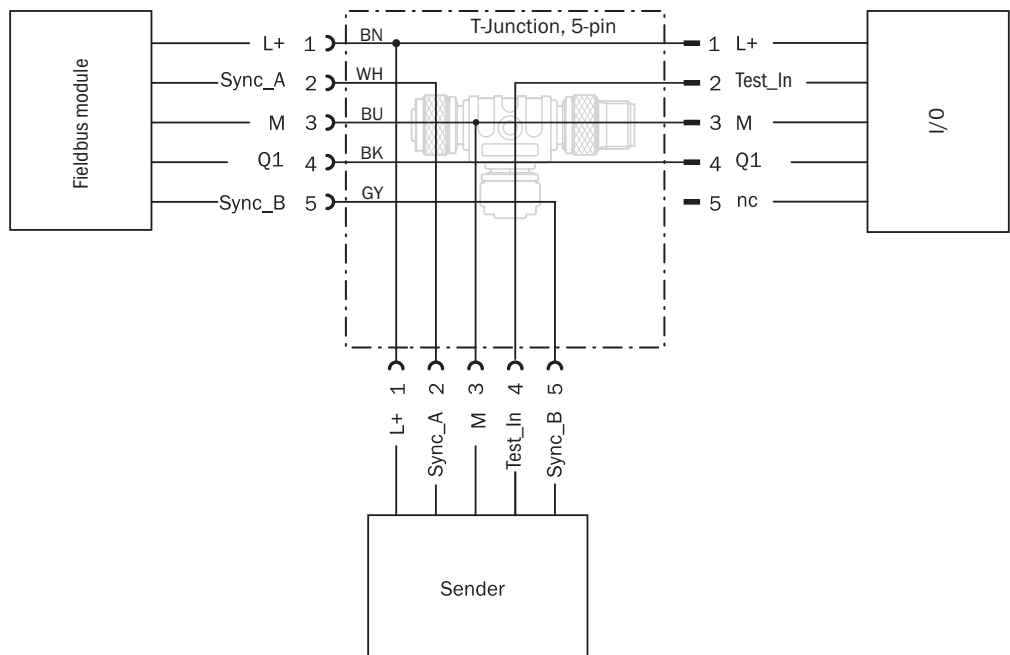 T-Junction, 5-pin
Fieldbus module
L+ 1 BN 1 L+
Sync_A 2 WH 2 Test_In
M 3 BU 3 M
Q1 4 BK 4 Q1
Sync_B 5 GY 5 nc
I/O
1 2 3 4 5
L+ Sync_A M Test_In Sync_B
Sender